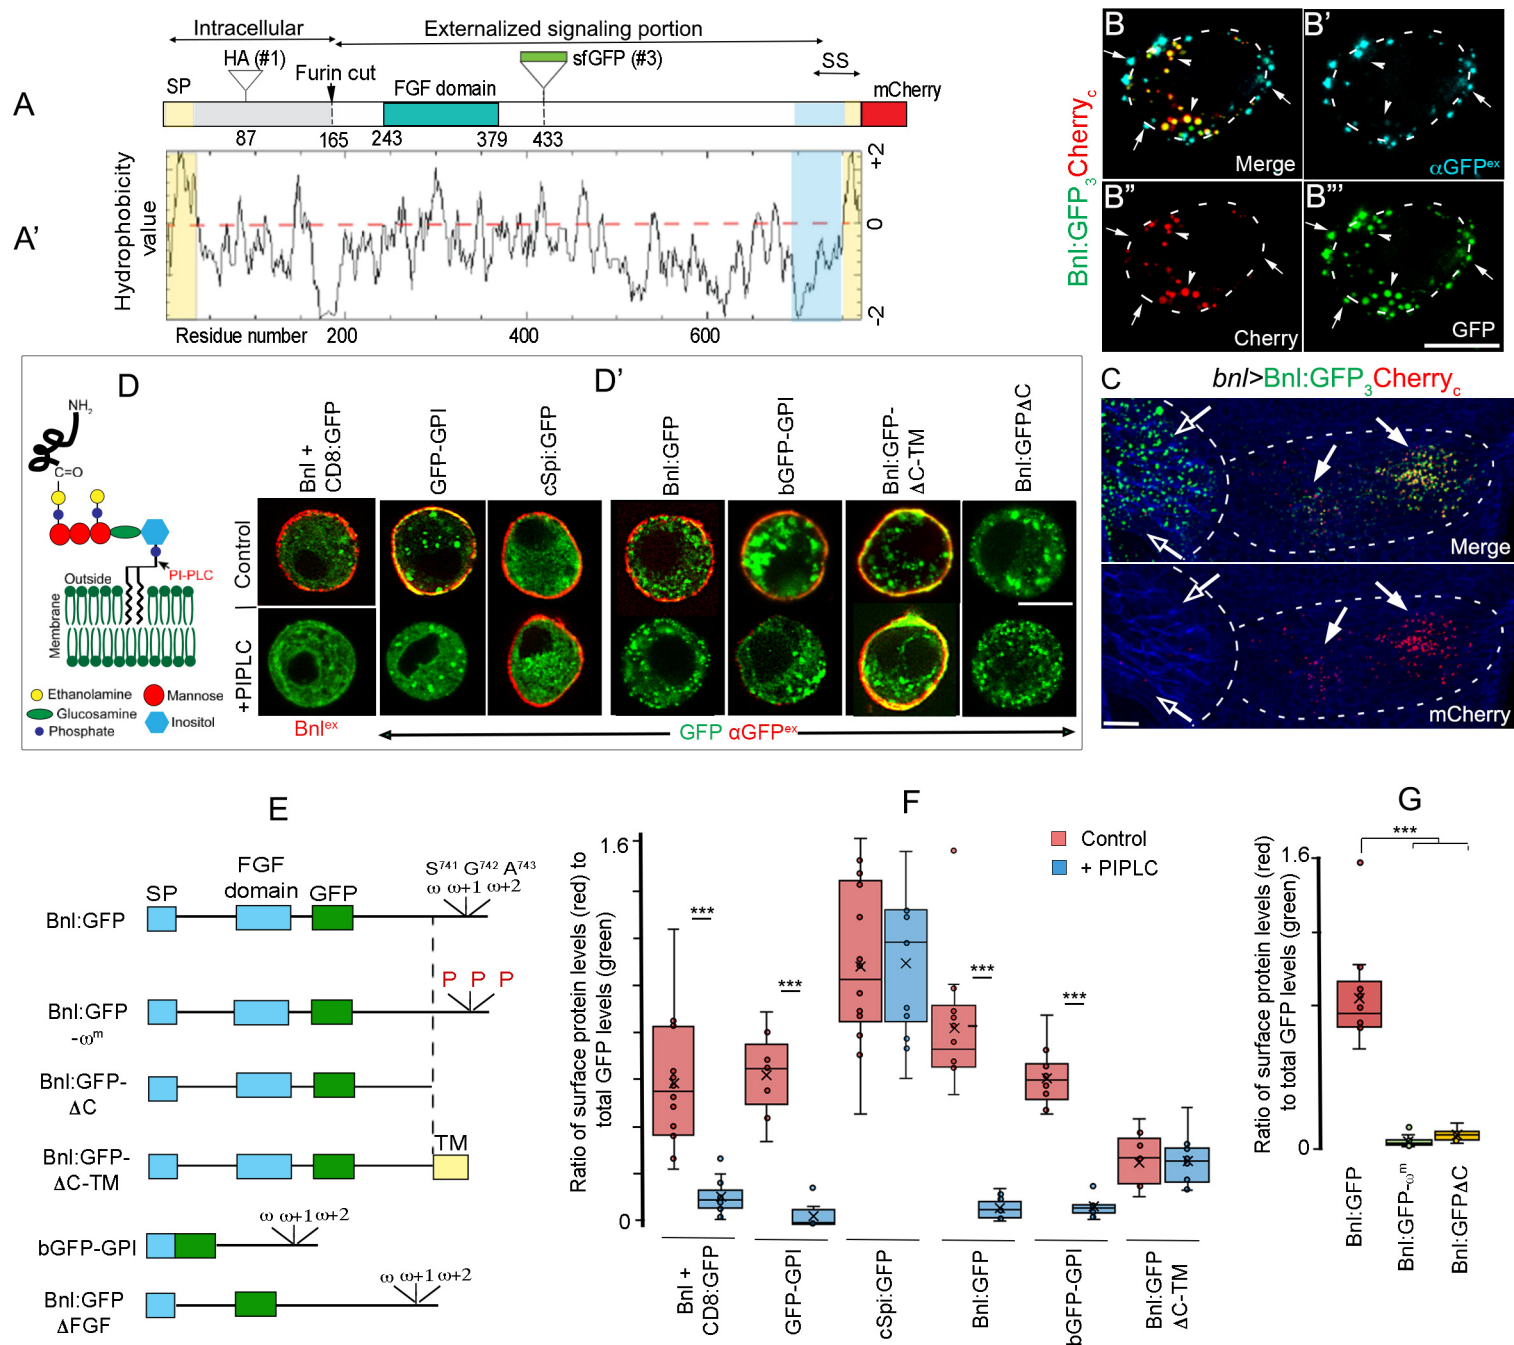 A
Intracellular
Externalized signaling portion
HA (#1)
Furin cut
sfGFP (#3)
SS
SP
FGF domain
mCherry
87
165
243
379
433
A'
Hydrophobicity
value
+2
0
-2
Residue number
200
400
600
Bnl:GFP3Cherryc
B
Merge
B'
αGFPex
B"
Cherry
B"'
GFP
C
bnl>Bnl:GFP3Cherryc
Merge
mCherry
D
NH2
C=O
PI-PLC
Outside
Membrane
Ethanolamine
Mannose
Glucosamine
Inositol
Phosphate
D'
Bnl +
CD8:GFP
GFP-GPI
cSpi:GFP
Bnl:GFP
bGFP-GPI
Bnl:GFP-
ΔC-TM
Bnl:GFPΔC
Control
+PIPLC
Bnlex
GFP αGFPex
E
SP
FGF
domain
GFP
S741 G742 A743
ω ω+1 ω+2
Bnl:GFP
P P P
Bnl:GFP
-ωm
Bnl:GFP-
ΔC
Bnl:GFP-
ΔC-TM
TM
ω ω+1 ω+2
bGFP-GPI
ω ω+1 ω+2
Bnl:GFP
ΔFGF
F
Ratio of surface protein levels (red) to
total GFP levels (green)
1.6
0
Control
+ PIPLC
***
***
***
***
Bnl +
CD8:GFP
GFP-GPI
cSpi:GFP
Bnl:GFP
bGFP-GPI
Bnl:GFP
ΔC-TM
G
Ratio of surface protein levels (red)
to total GFP levels (green)
1.6
0
***
Bnl:GFP
Bnl:GFP-ωm
Bnl:GFPΔC